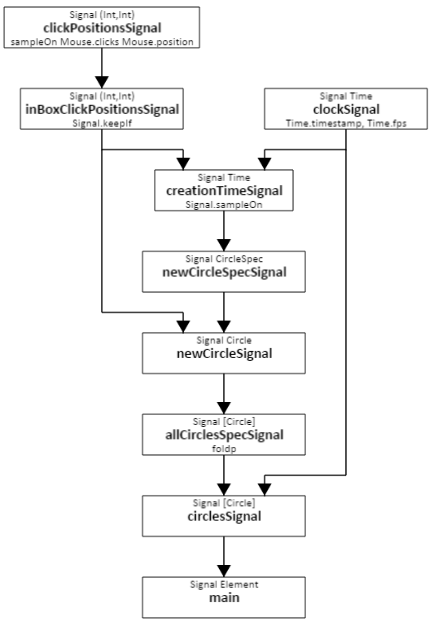 Signal (Int,Int)
clickPositionsSignal
sampleOn Mouse.clicks Mouse.position
Signal (Int,Int)
inBoxClickPositionsSignal
Signal.keepIf
Signal Time
clockSignal
Time.timestamp, Time.fps
Signal Time
creationTimeSignal
Signal.sampleOn
Signal CircleSpec
newCircleSpecSignal
Signal Circle
newCircleSignal
Signal [Circle]
allCirclesSpecSignal
foldp
Signal [Circle]
circlesSignal
Signal Element
main